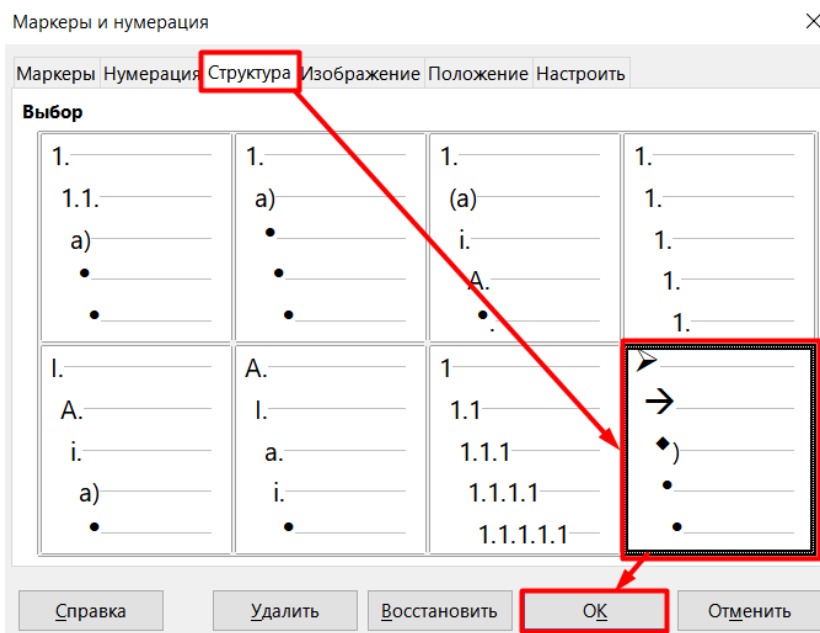 Маркеры и нумерация
Маркеры Нумерация Структура Изображение Положение Настроить
Выбор
1. 1. 1. 1.
1.1. a) (a) 1.
a) • i. 1.
• • A. 1.
• • •. 1.
I. A. 1 ➢
A. I. 1.1 →
i. a. 1.1.1 ◆)
a) i. 1.1.1.1 •
• • 1.1.1.1.1 •
Справка Удалить Восстановить ОК Отменить